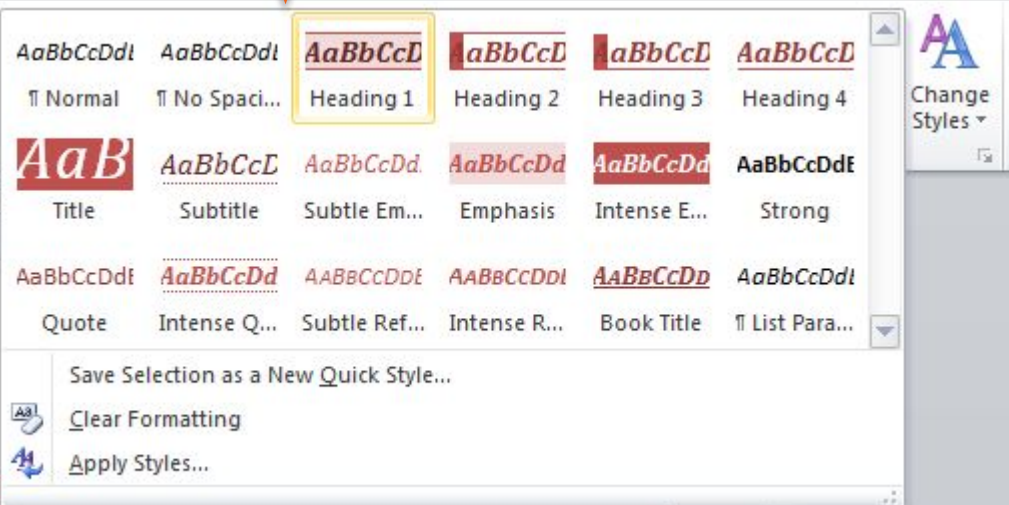 AaBbCcDdE AaBbCcDdE AaBbCcD AaBbCcD AaBbCcD AaBbCcD
¶ Normal ¶ No Spaci... Heading 1 Heading 2 Heading 3 Heading 4
AaB AaBbCcD AaBbCcDd AaBbCcDd AaBbCcDd AaBbCcDdE
Title Subtitle Subtle Em... Emphasis Intense E... Strong
AaBbCcDdE AaBbCcDd AABBCCDDE AABBCCDDE AABBCCDD AaBbCcDdE
Quote Intense Q... Subtle Ref... Intense R... Book Title ¶ List Para...
Save Selection as a New Quick Style...
Clear Formatting
Apply Styles...
Change
Styles